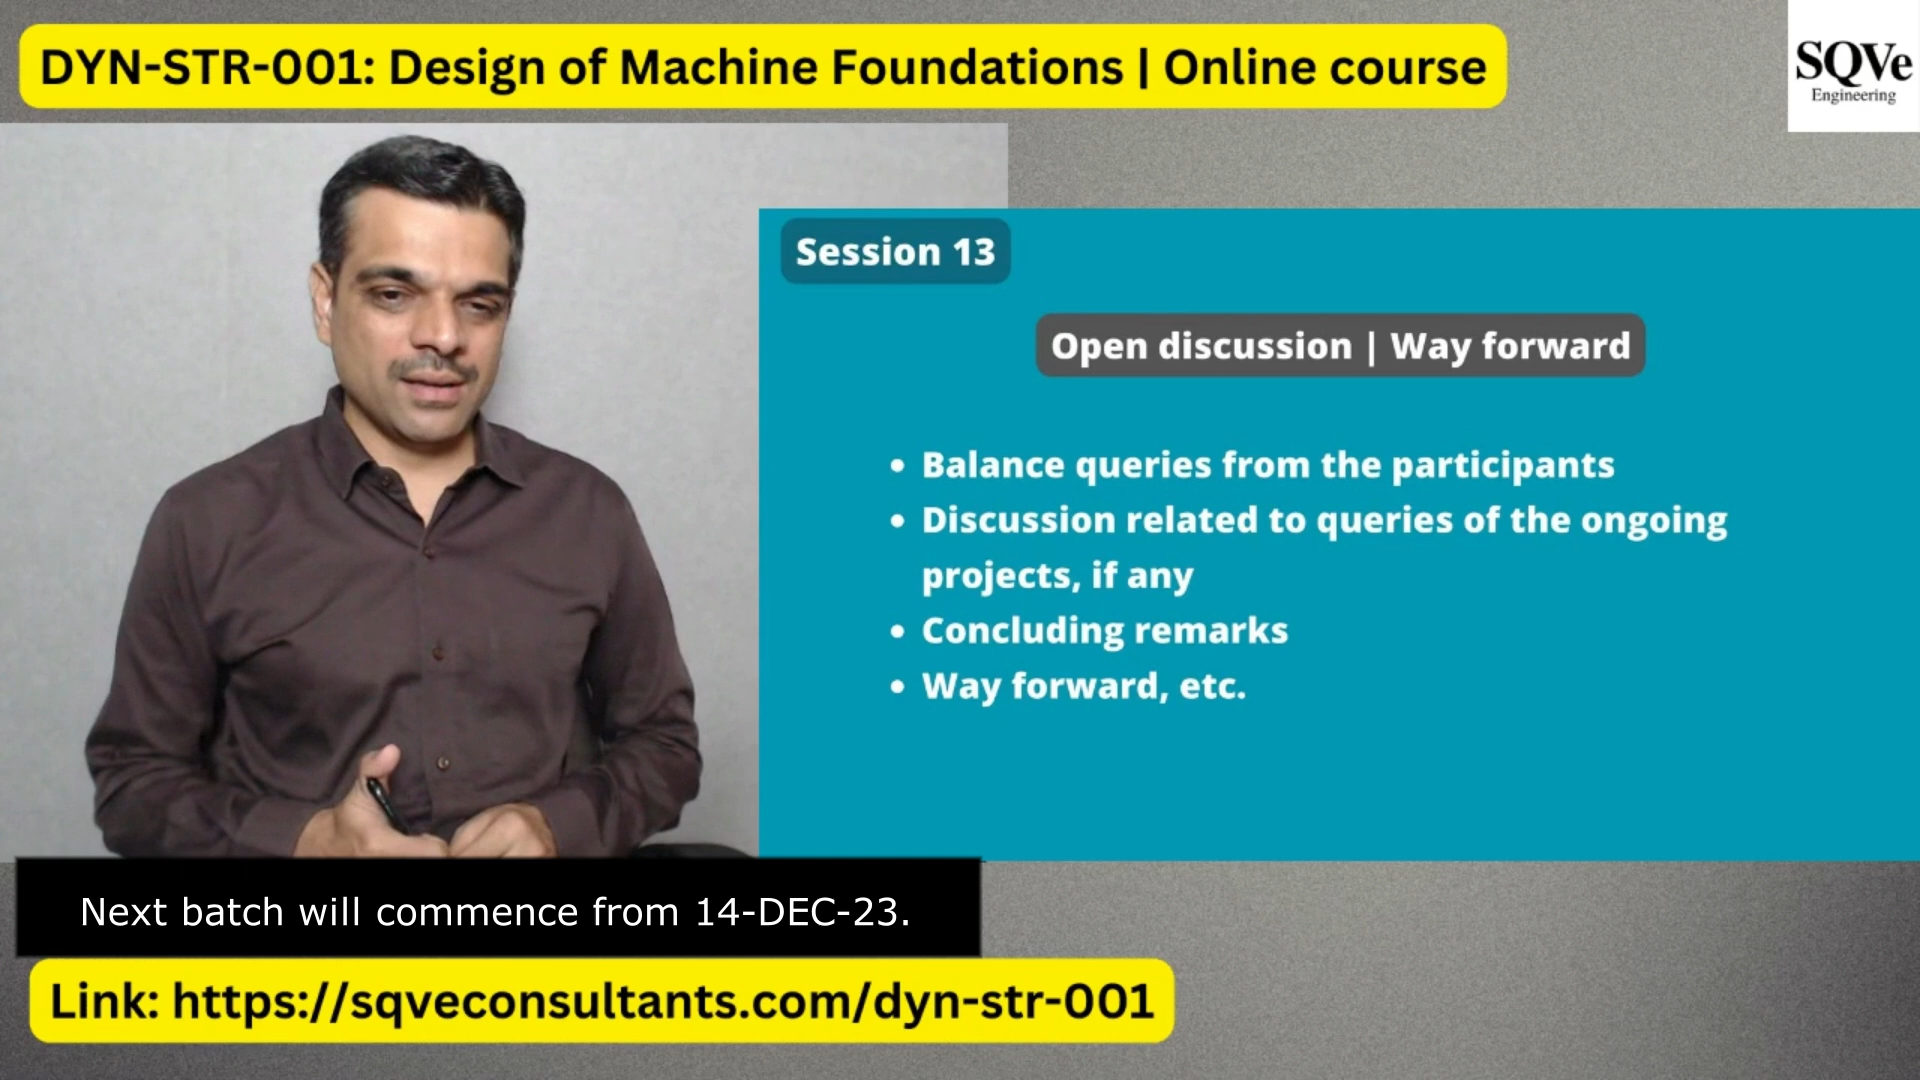 DYN-STR-001: Design of Machine Foundations | Online course
SQVe
Engineering
Session 13
Open discussion | Way forward
• Balance queries from the participants
• Discussion related to queries of the ongoing
projects, if any
• Concluding remarks
• Way forward, etc.
Next batch will commence from 14-DEC-23.
Link: https://sqveconsultants.com/dyn-str-001